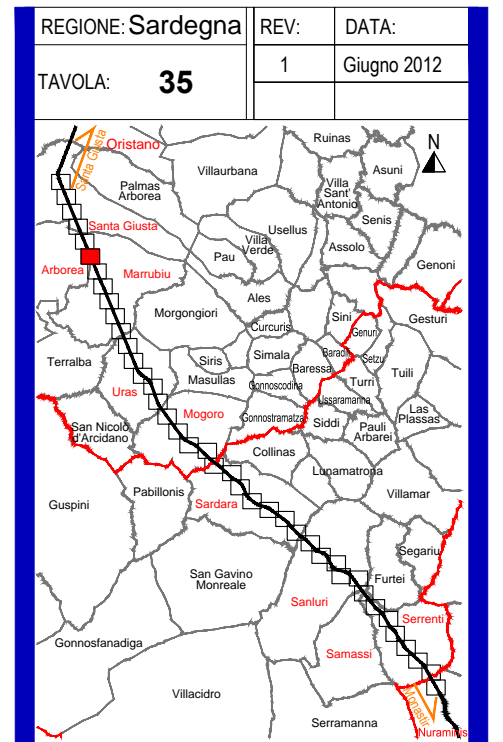 REGIONE: Sardegna REV: DATA:
TAVOLA: 35 1 Giugno 2012
Ruinas
N
Oristano
Santa Giusta
Villaurbana
Asuni
Palmas
Arborea
Villa
Sant'
Antonio
Senis
Santa Giusta
Usellus
Villa
Verde
Assolo
Pau
Genoni
Arborea
Marrubiu
Ales
Morgongiori
Sini
Gesturi
Curcuris
Genuri
Terralba
Siris
Simala
Baradili
Setzu
Masullas
Baressa
Tuili
Uras
Gonnoscodina
Turri
Mogoro
Ussaramanna
Gonnostramatza
Siddi
Las
Plassas
San Nicolò
d'Arcidano
Pauli
Arbarei
Collinas
Lunamatrona
Pabillonis
Villamar
Guspini
Sardara
Segariu
San Gavino
Monreale
Furtei
Sanluri
Serrenti
Gonnosfanadiga
Samassi
Villacidro
Monastir
Serramanna
Nuraminis